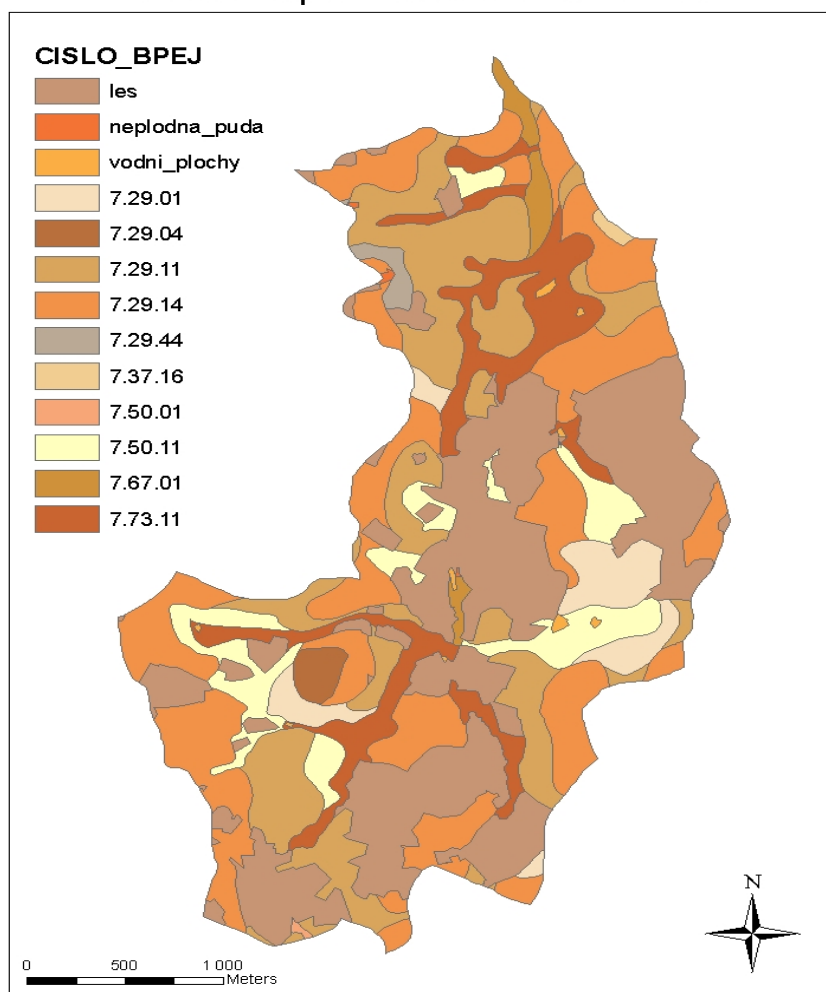 CISLO_BPEJ
les
neplodna_puda
vodni_plochy
7.29.01
7.29.04
7.29.11
7.29.14
7.29.44
7.37.16
7.50.01
7.50.11
7.67.01
7.73.11
N
0 500 1 000
Meters